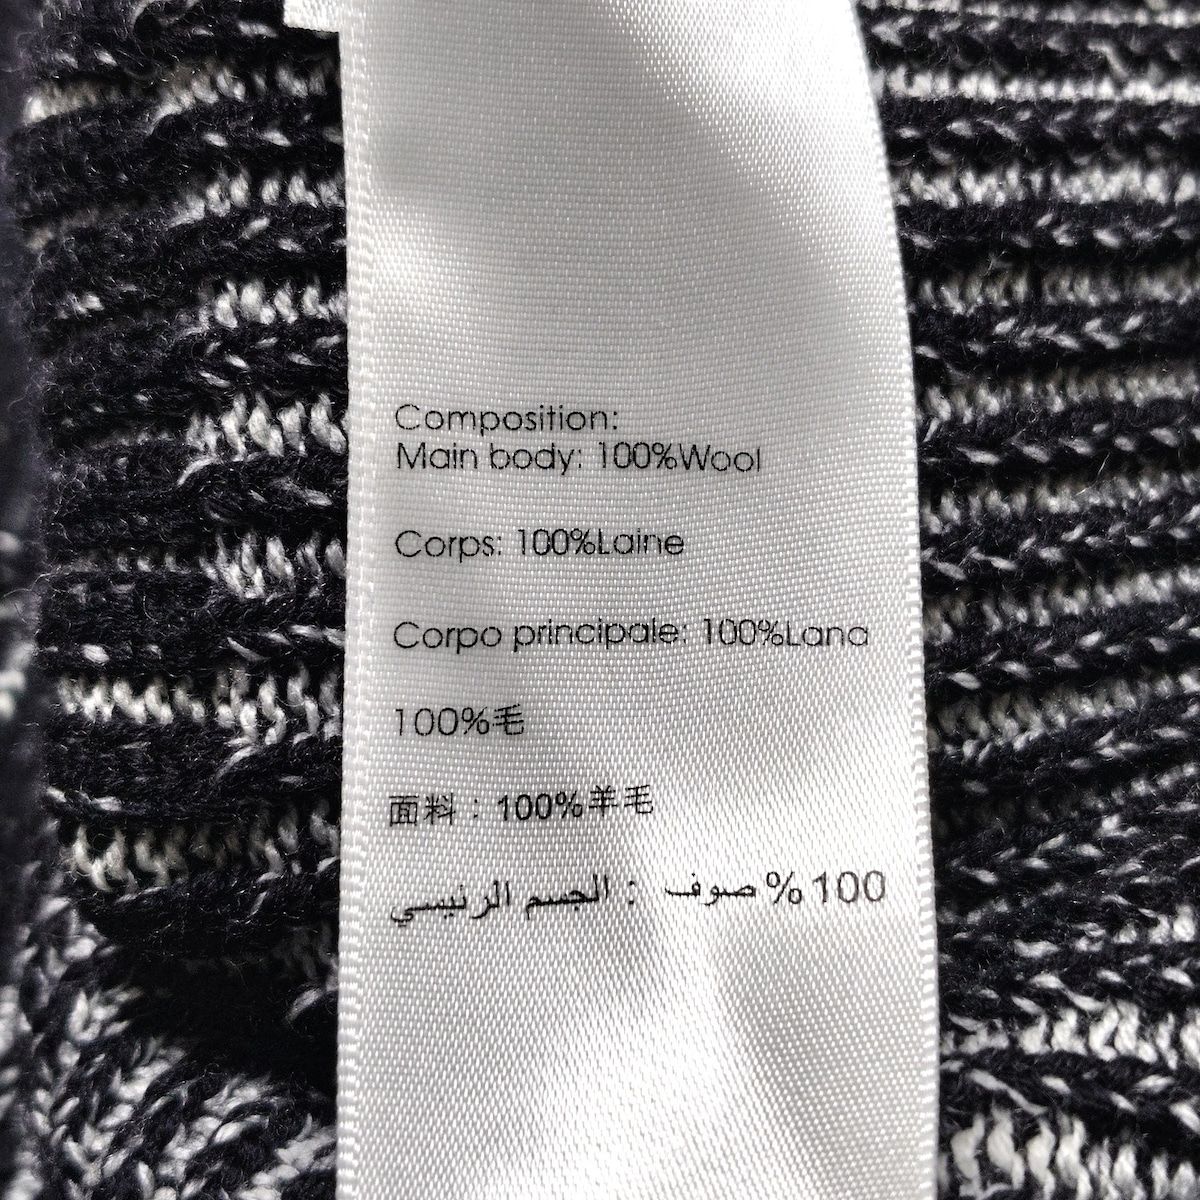 Composition:
Main body: 100%Wool
Corps: 100%Laine
Corpo principale: 100%Lana
100%毛
面料：100%羊毛
100 % صوف : الجسم الرئيسي